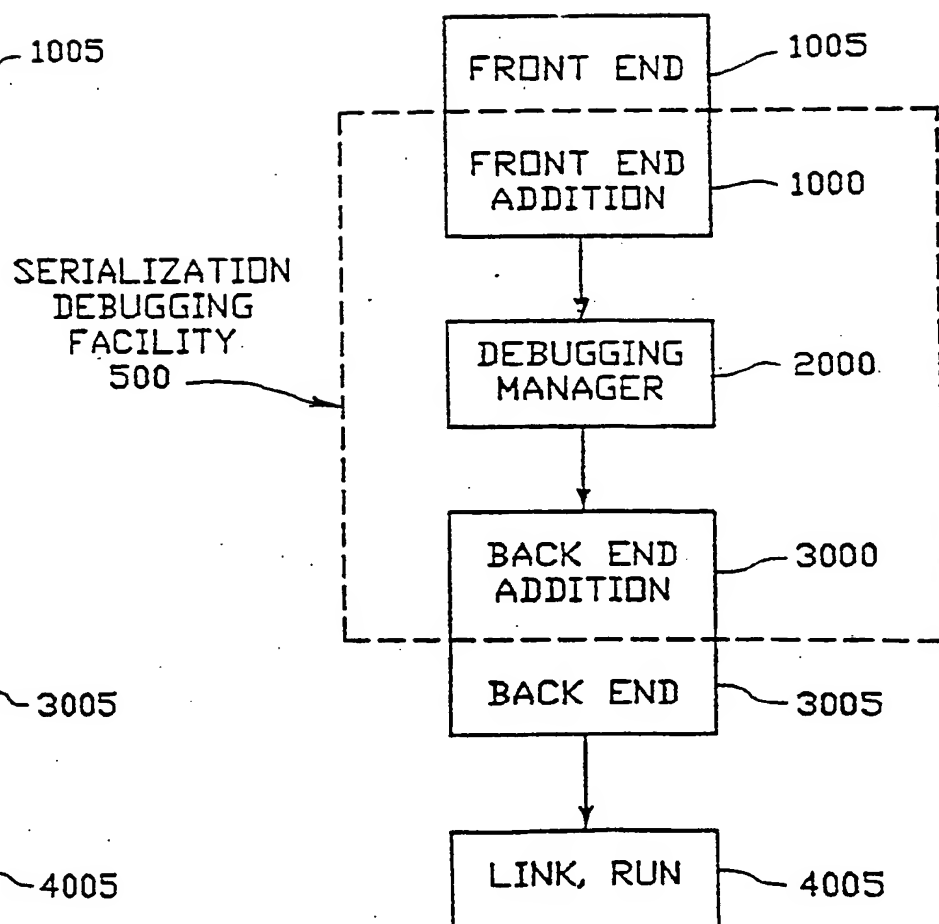 1005
FRONT END
1005
FRONT END
ADDITION
1000
SERIALIZATION
DEBUGGING
FACILITY
500
DEBUGGING
MANAGER
2000
BACK END
ADDITION
3000
3005
BACK END
3005
4005
LINK, RUN
4005